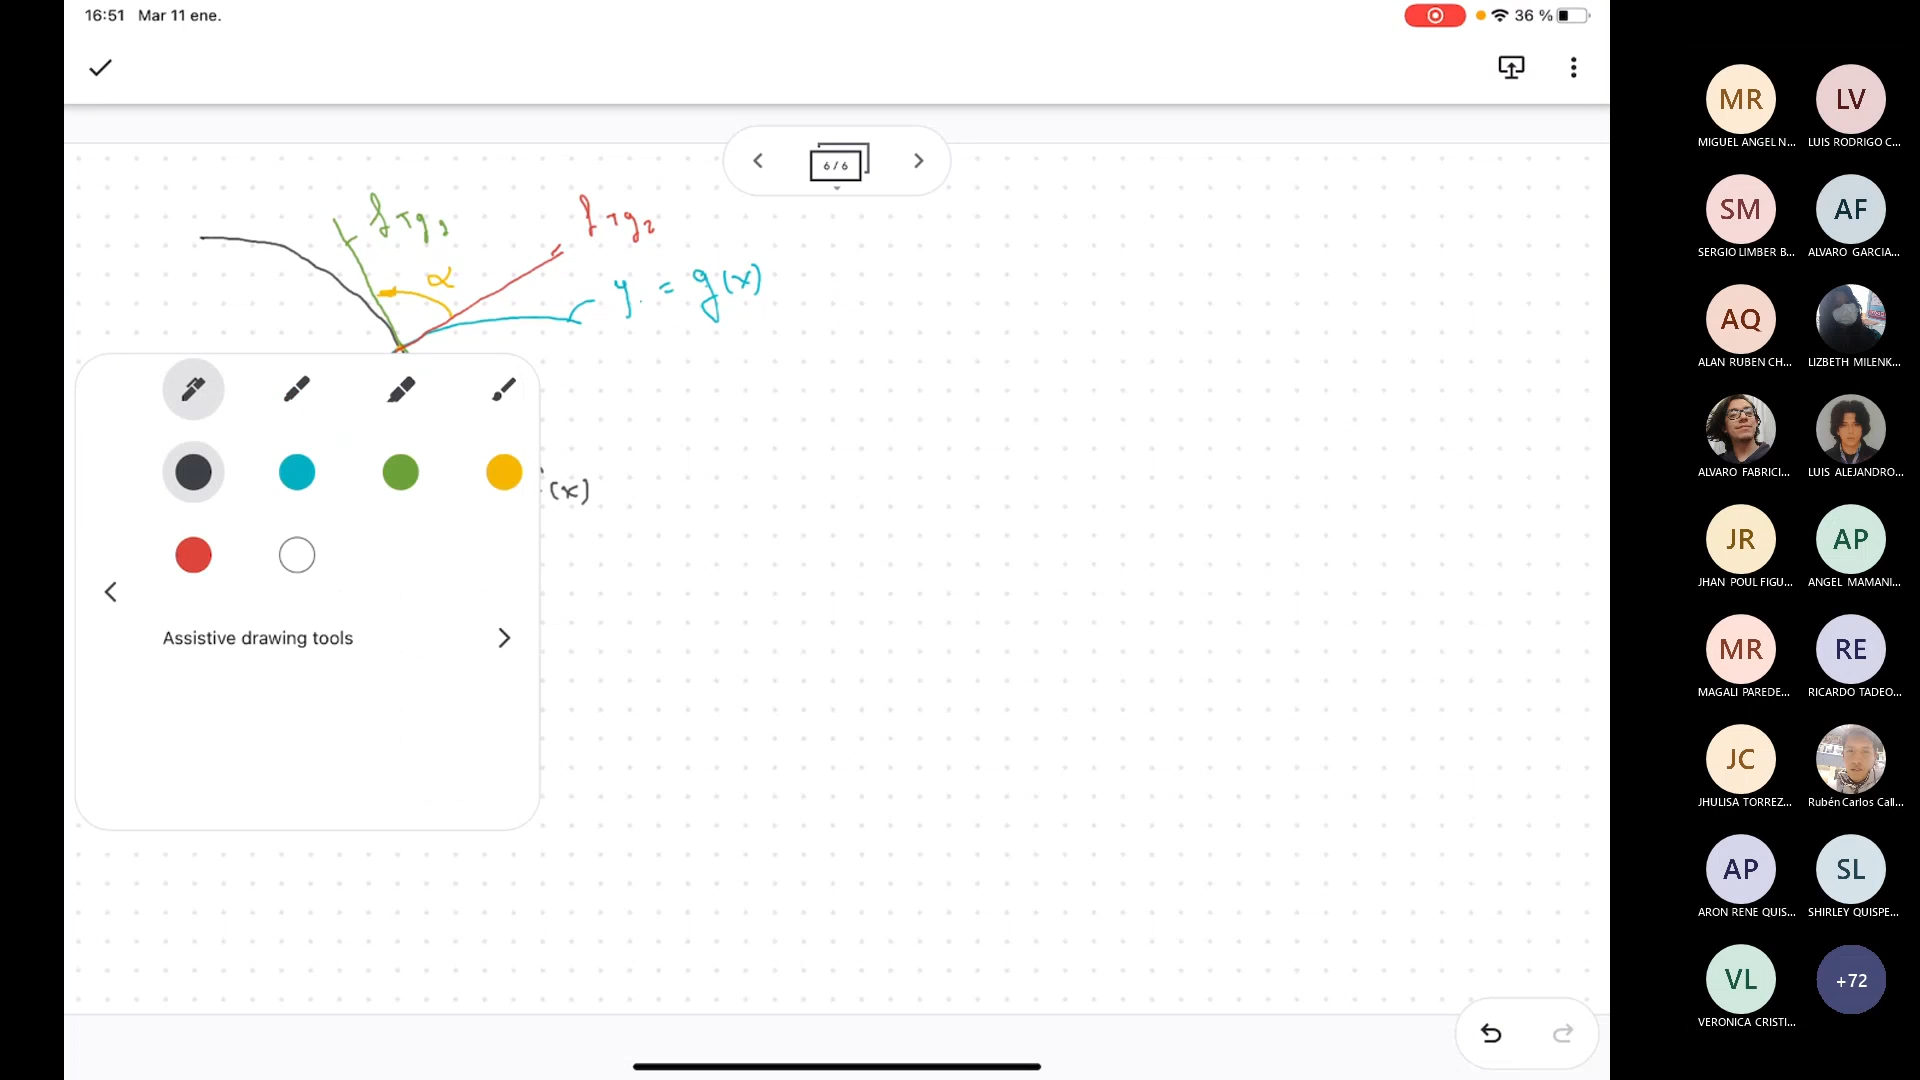 16:51 Mar 11 ene.
36 %
6 / 6
α
y = g(x)
(x)
Assistive drawing tools
MR
LV
MIGUEL ANGEL N...
LUIS RODRIGO C...
SM
AF
SERGIO LIMBER B...
ALVARO GARCIA...
AQ
ALAN RUBEN CH...
LIZBETH MILENK...
ALVARO FABRICI...
LUIS ALEJANDRO...
JR
AP
JHAN POUL FIGU...
ANGEL MAMANI...
MR
RE
MAGALI PAREDE...
RICARDO TADEO...
JC
JHULISA TORREZ...
Rubén Carlos Call...
AP
SL
ARON RENE QUIS...
SHIRLEY QUISPE...
VL
+72
VERONICA CRISTI...